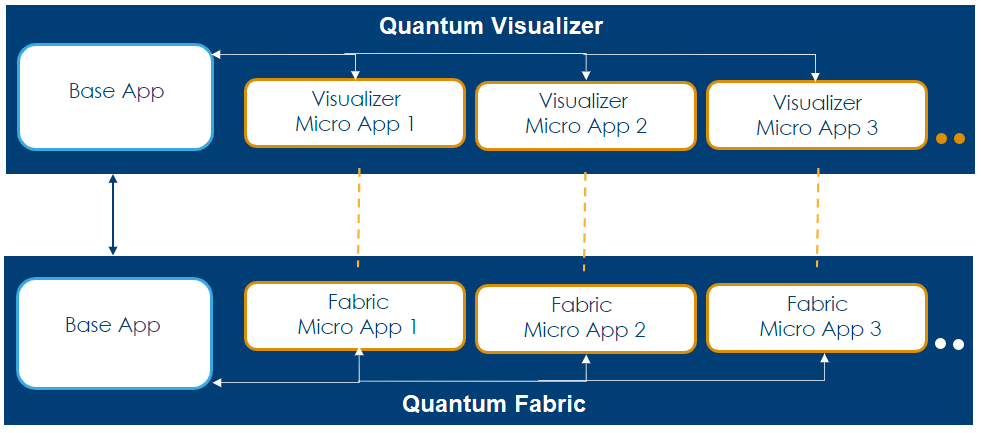 Quantum Visualizer
Base App
Visualizer
Micro App 1
Visualizer
Micro App 2
Visualizer
Micro App 3
Base App
Fabric
Micro App 1
Fabric
Micro App 2
Fabric
Micro App 3
Quantum Fabric